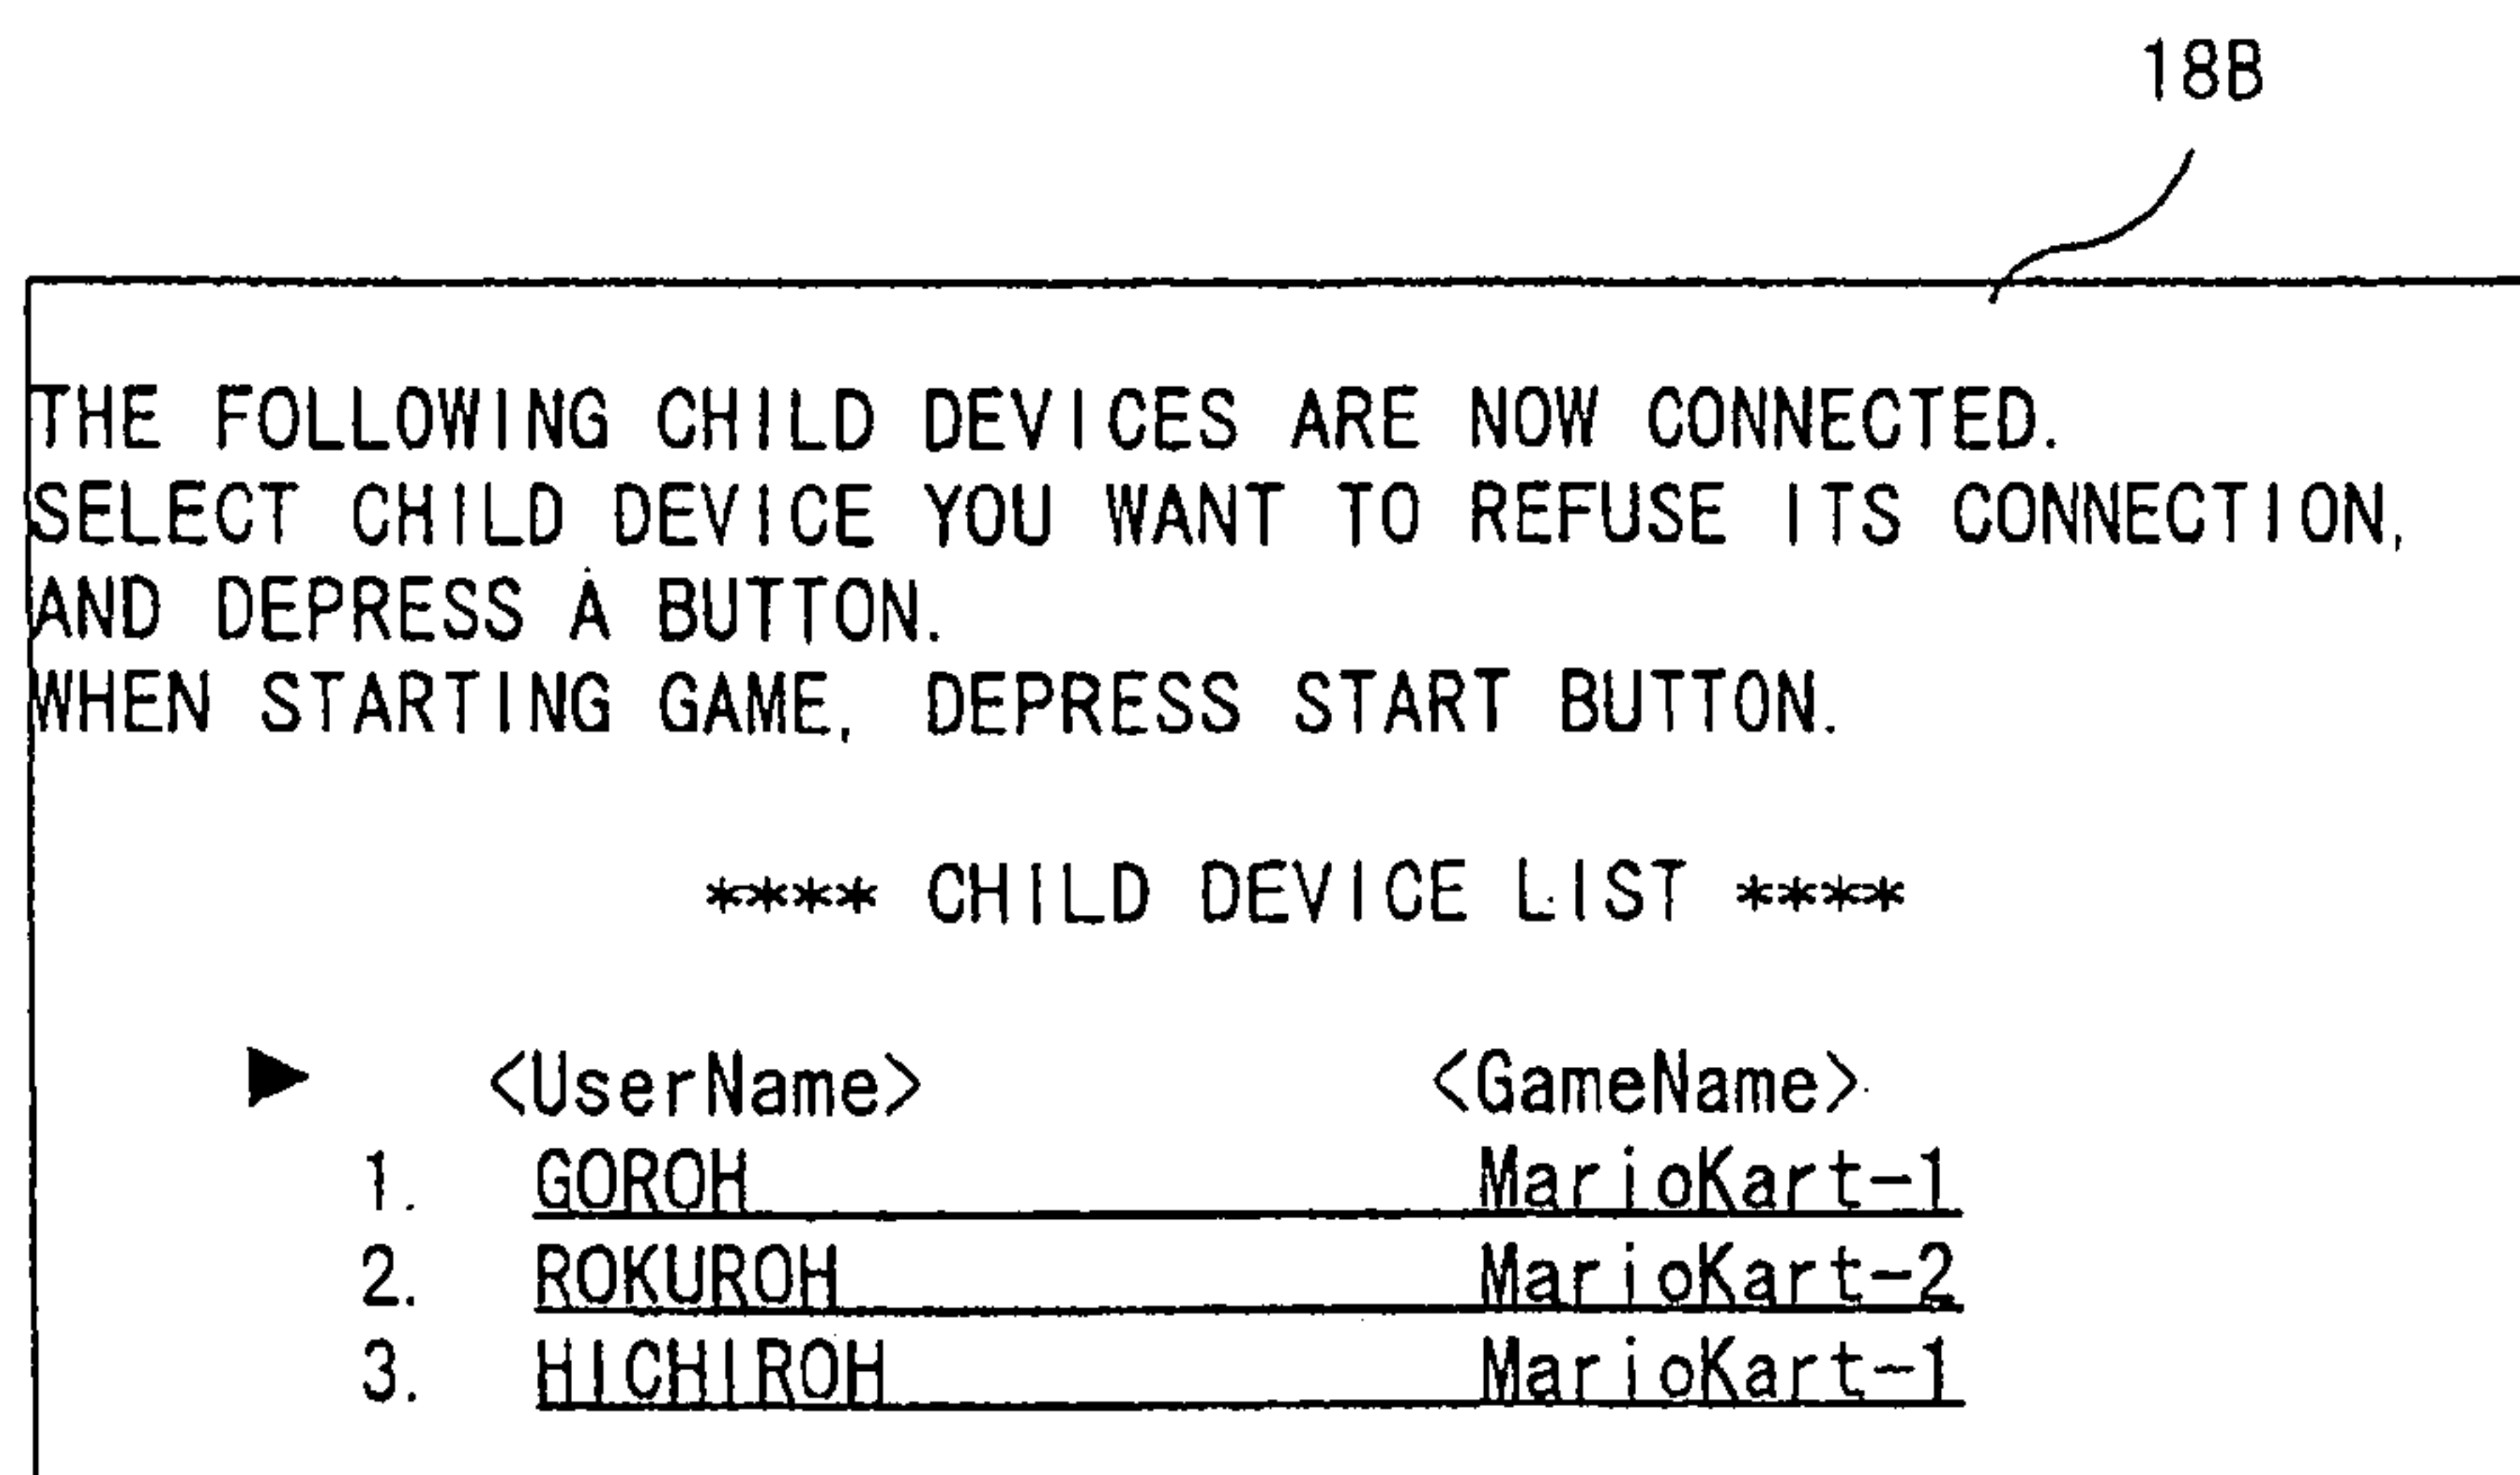 18B
THE FOLLOWING CHILD DEVICES ARE NOW CONNECTED.
SELECT CHILD DEVICE YOU WANT TO REFUSE ITS CONNECTION,
AND DEPRESS A BUTTON.
WHEN STARTING GAME, DEPRESS START BUTTON.
**** CHILD DEVICE LIST ****
▶ <UserName> <GameName>
1. GOROH MarioKart-1
2. ROKUROH MarioKart-2
3. HICHIROH MarioKart-1